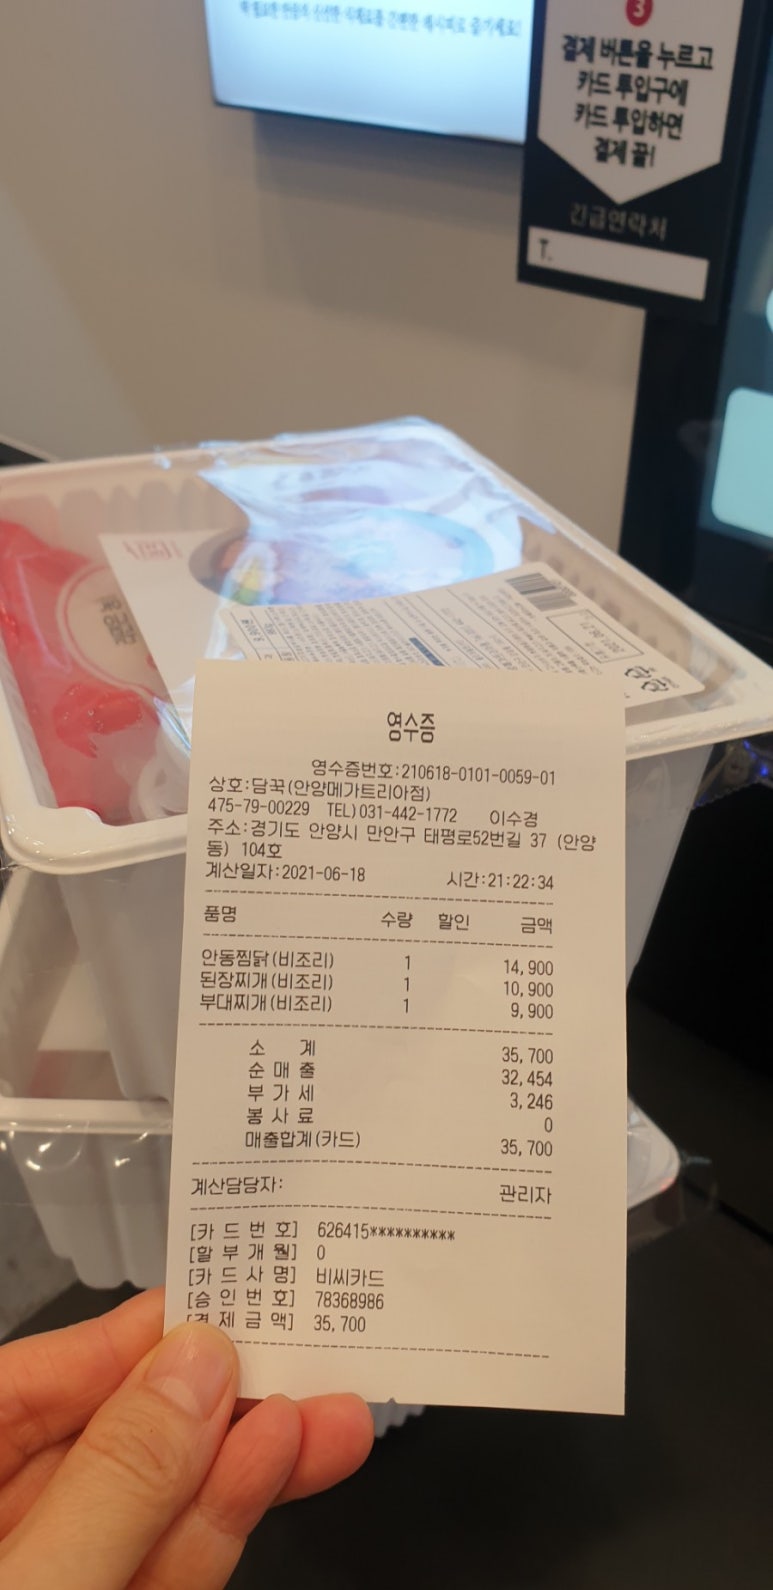 3
결제 버튼을 누르고
카드 투입구에
카드 투입하면
결제 끝!
긴급연락처
T.
영수증
영수증번호:210618-0101-0059-01
상호:담꾹(안양메가트리아점)
475-79-00229 TEL)031-442-1772 이수경
주소:경기도 안양시 만안구 태평로52번길 37 (안양
동) 104호
계산일자:2021-06-18 시간:21:22:34
품명 수량 할인 금액
안동찜닭(비조리) 1 14,900
된장찌개(비조리) 1 10,900
부대찌개(비조리) 1 9,900
소 계 35,700
순 매 출 32,454
부 가 세 3,246
봉 사 료 0
매출합계(카드) 35,700
계산담당자: 관리자
[카 드 번 호] 626415**********
[할 부 개 월] 0
[카 드 사 명] 비씨카드
[승 인 번 호] 78368986
[결 제 금 액] 35,700